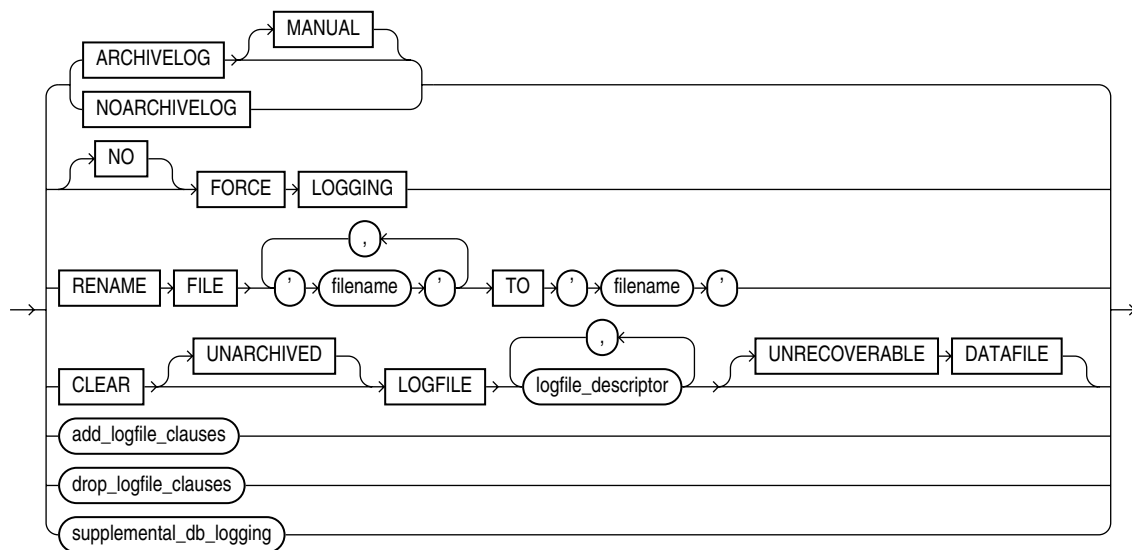 MANUAL
ARCHIVELOG
NOARCHIVELOG
NO
FORCE LOGGING
,
RENAME FILE ' filename ' TO ' filename '
UNARCHIVED , UNRECOVERABLE DATAFILE
CLEAR LOGFILE logfile_descriptor
add_logfile_clauses
drop_logfile_clauses
supplemental_db_logging